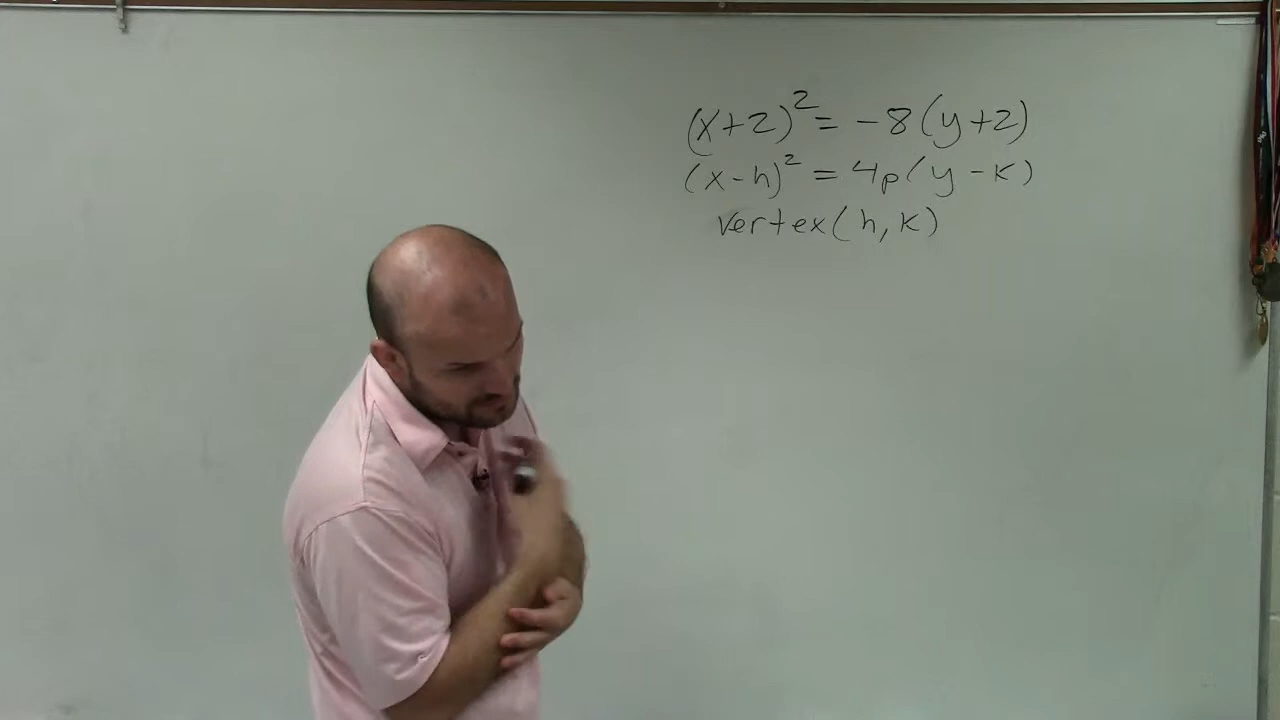 (x+2)² = -8(y+2)
(x-h)² = 4p(y-k)
vertex(h,k)